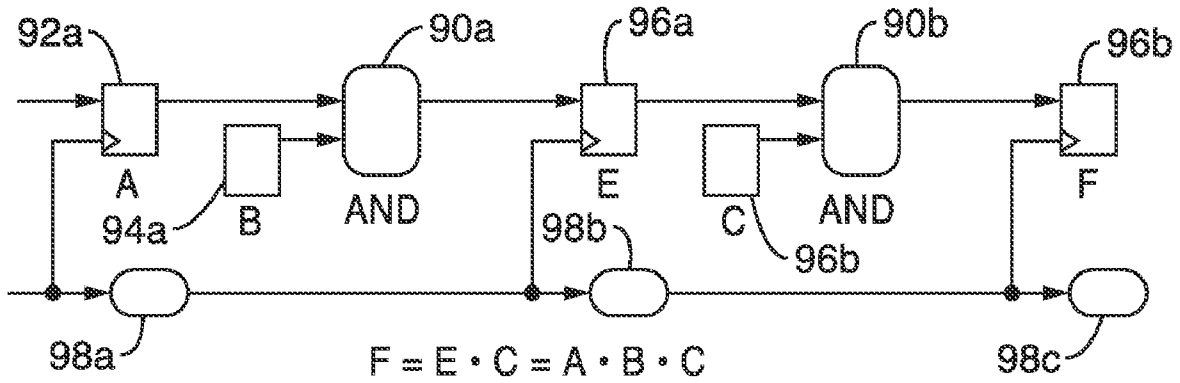 92a
90a
96a
90b
96b
A
B
94a
AND
E
98b
C
96b
AND
F
98a
F = E • C = A • B • C
98c